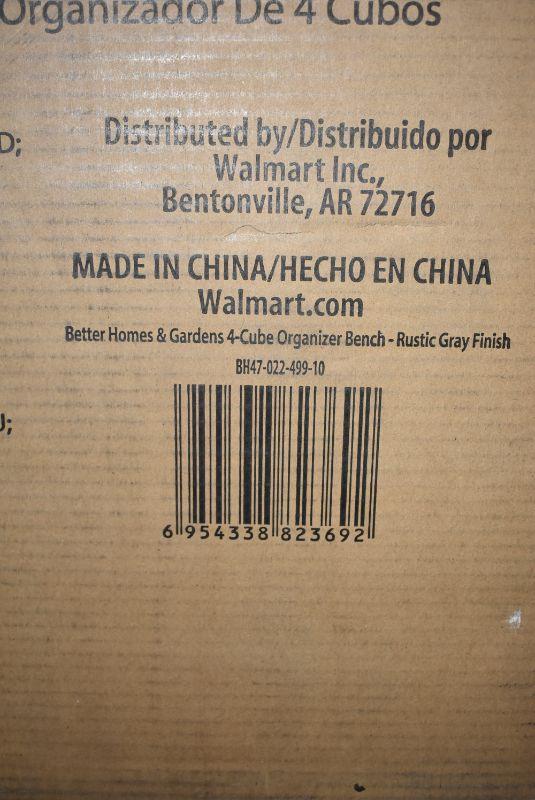 Organizador De 4 Cubos
D;
Distributed by/Distribuido por
Walmart Inc.,
Bentonville, AR 72716
MADE IN CHINA/HECHO EN CHINA
Walmart.com
Better Homes & Gardens 4-Cube Organizer Bench - Rustic Gray Finish
BH47-022-499-10
;
6 954338 823692